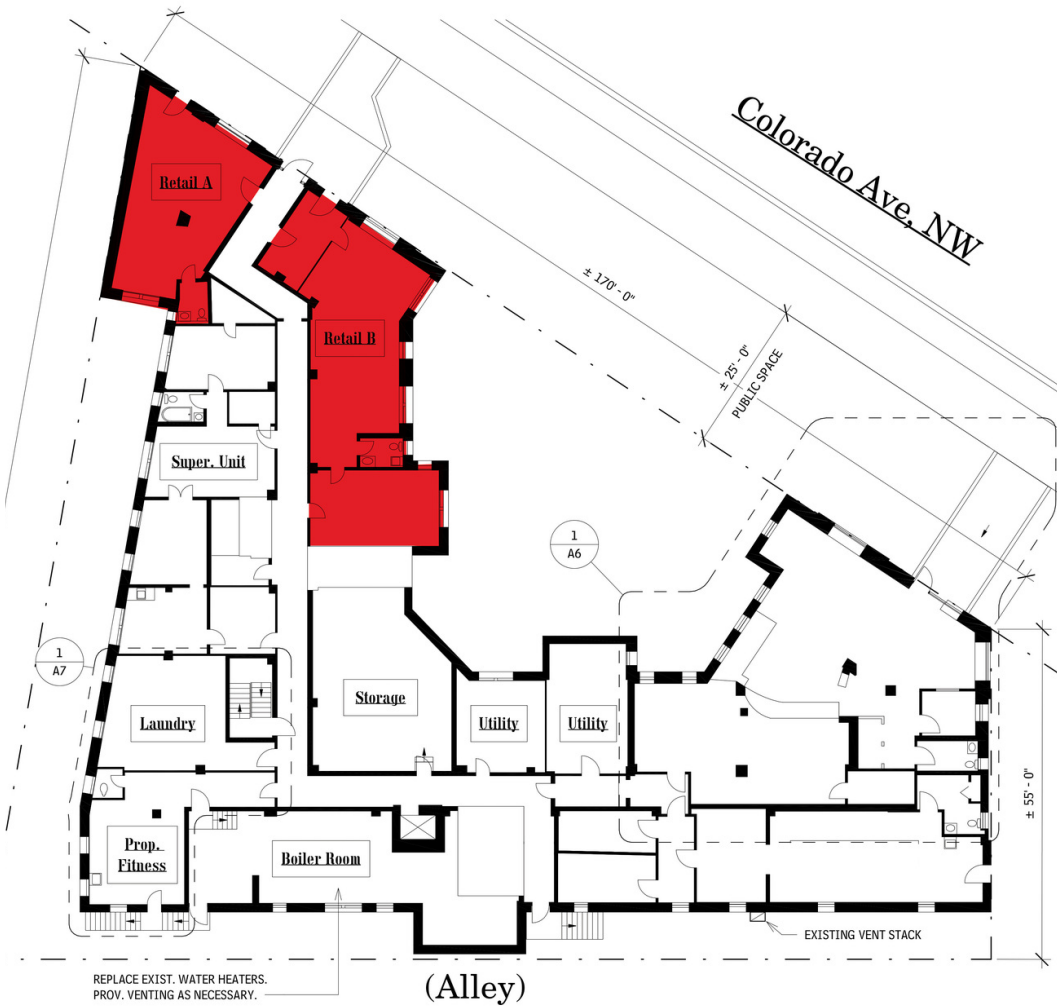 Colorado Ave, NW
Retail A
± 170'- 0"
± 25' - 0"
PUBLIC SPACE
Retail B
Super. Unit
1
A6
1
A7
Storage
Laundry
Utility
Utility
± 55' - 0"
Prop.
Fitness
Boiler Room
EXISTING VENT STACK
REPLACE EXIST. WATER HEATERS.
PROV. VENTING AS NECESSARY.
(Alley)